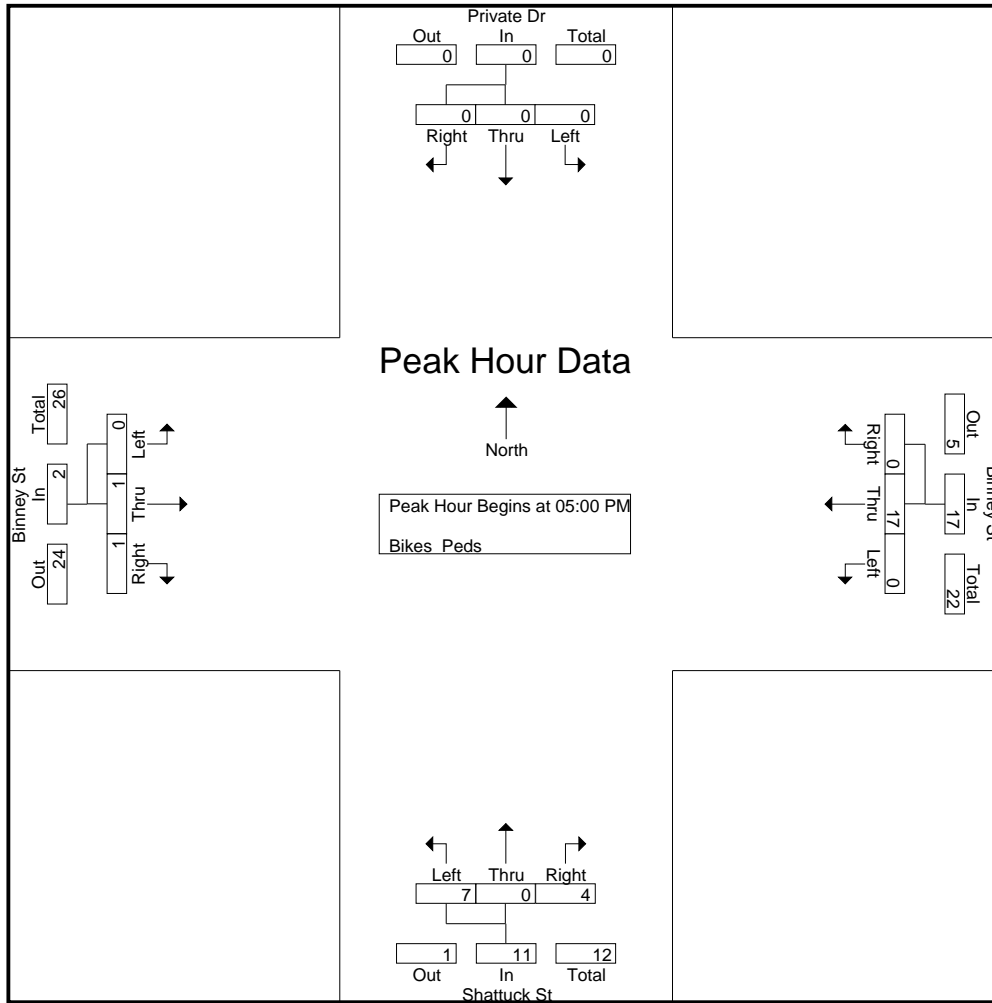 Private Dr
Out In Total
0 0 0
0 0 0
Right Thru Left
Peak Hour Data
North
Peak Hour Begins at 05:00 PM
Bikes Peds
Binney St
Total In Out
26 2 24
0 1 1
Left Thru Right
Binney St
Out In Total
5 17 22
0 17 0
Right Thru Left
Left Thru Right
7 0 4
1 11 12
Out In Total
Shattuck St